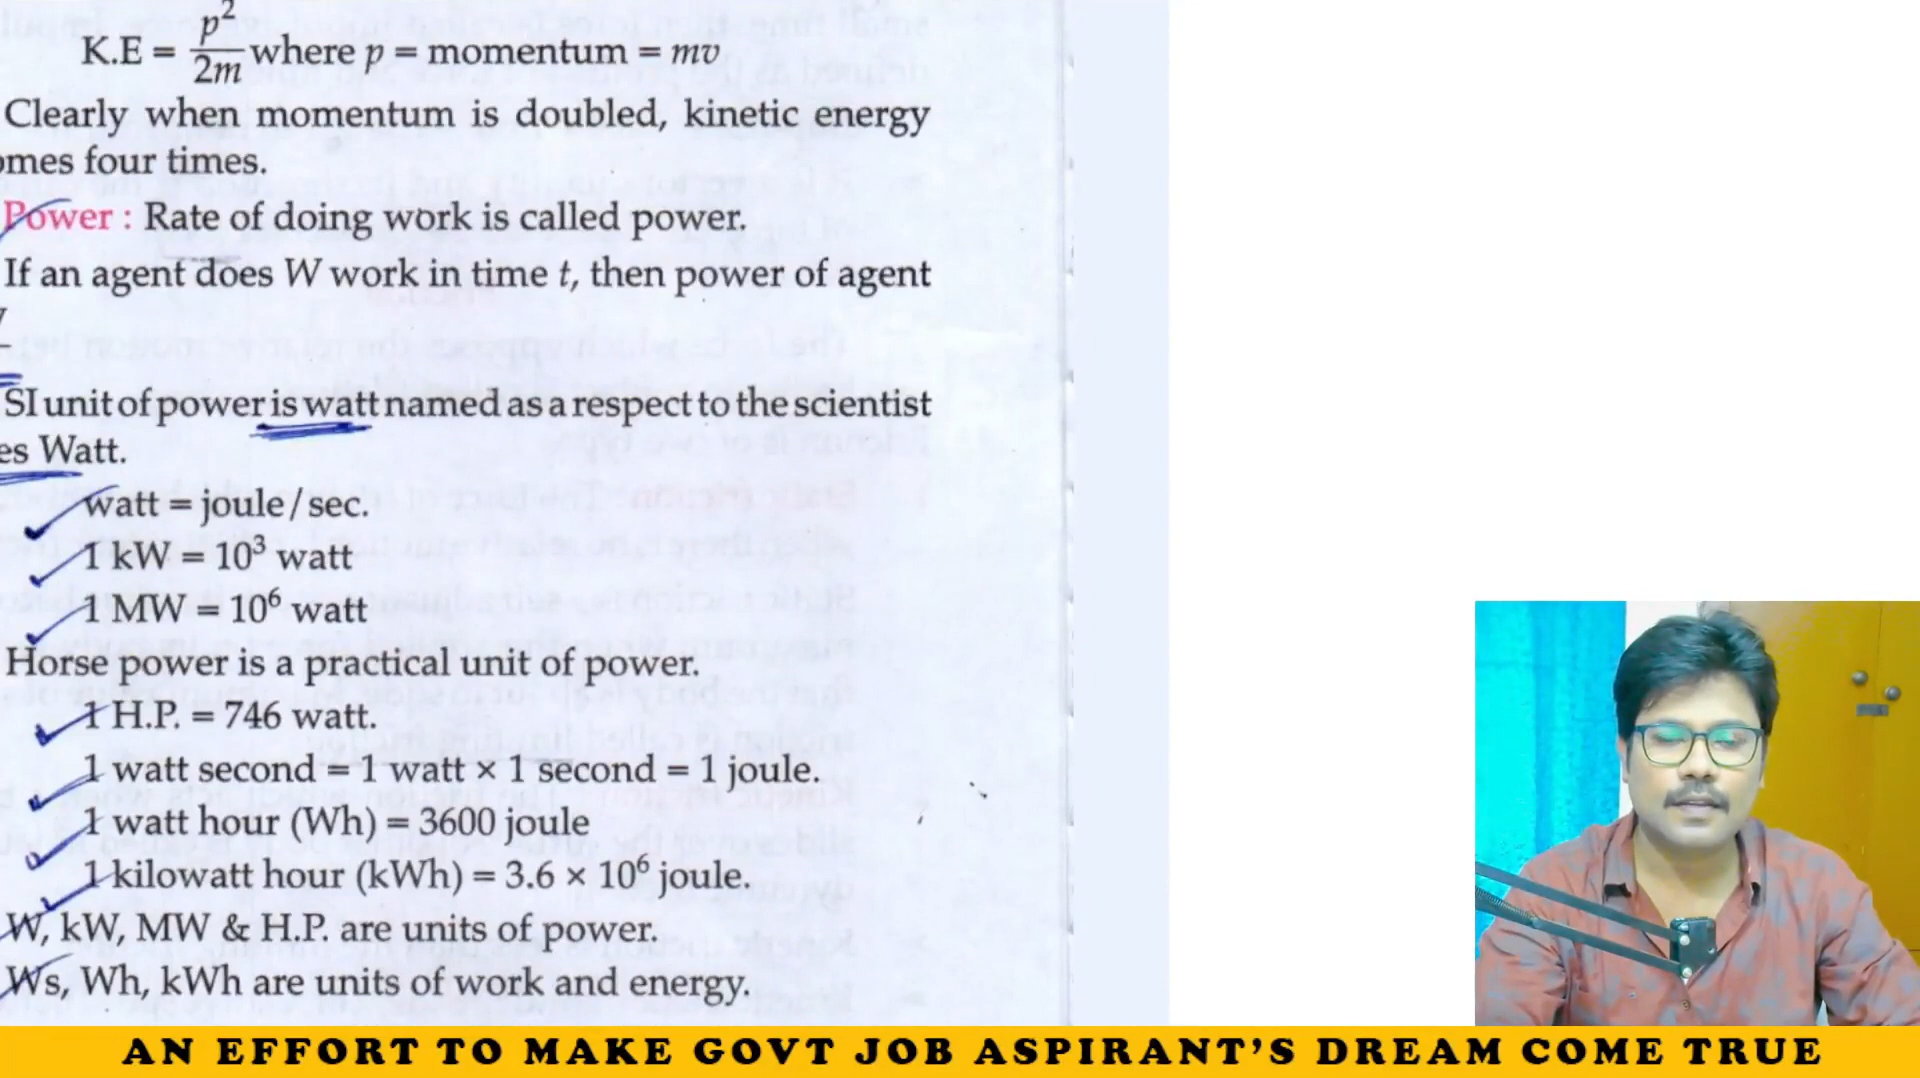 K.E = p²/2m where p = momentum = mv
Clearly when momentum is doubled, kinetic energy
omes four times.
Power : Rate of doing work is called power.
If an agent does W work in time t, then power of agent
SI unit of power is watt named as a respect to the scientist
es Watt.
watt = joule/sec.
1 kW = 10³ watt
1 MW = 10⁶ watt
Horse power is a practical unit of power.
1 H.P. = 746 watt.
1 watt second = 1 watt × 1 second = 1 joule.
1 watt hour (Wh) = 3600 joule
1 kilowatt hour (kWh) = 3.6 × 10⁶ joule.
W, kW, MW & H.P. are units of power.
Ws, Wh, kWh are units of work and energy.
AN EFFORT TO MAKE GOVT JOB ASPIRANT'S DREAM COME TRUE